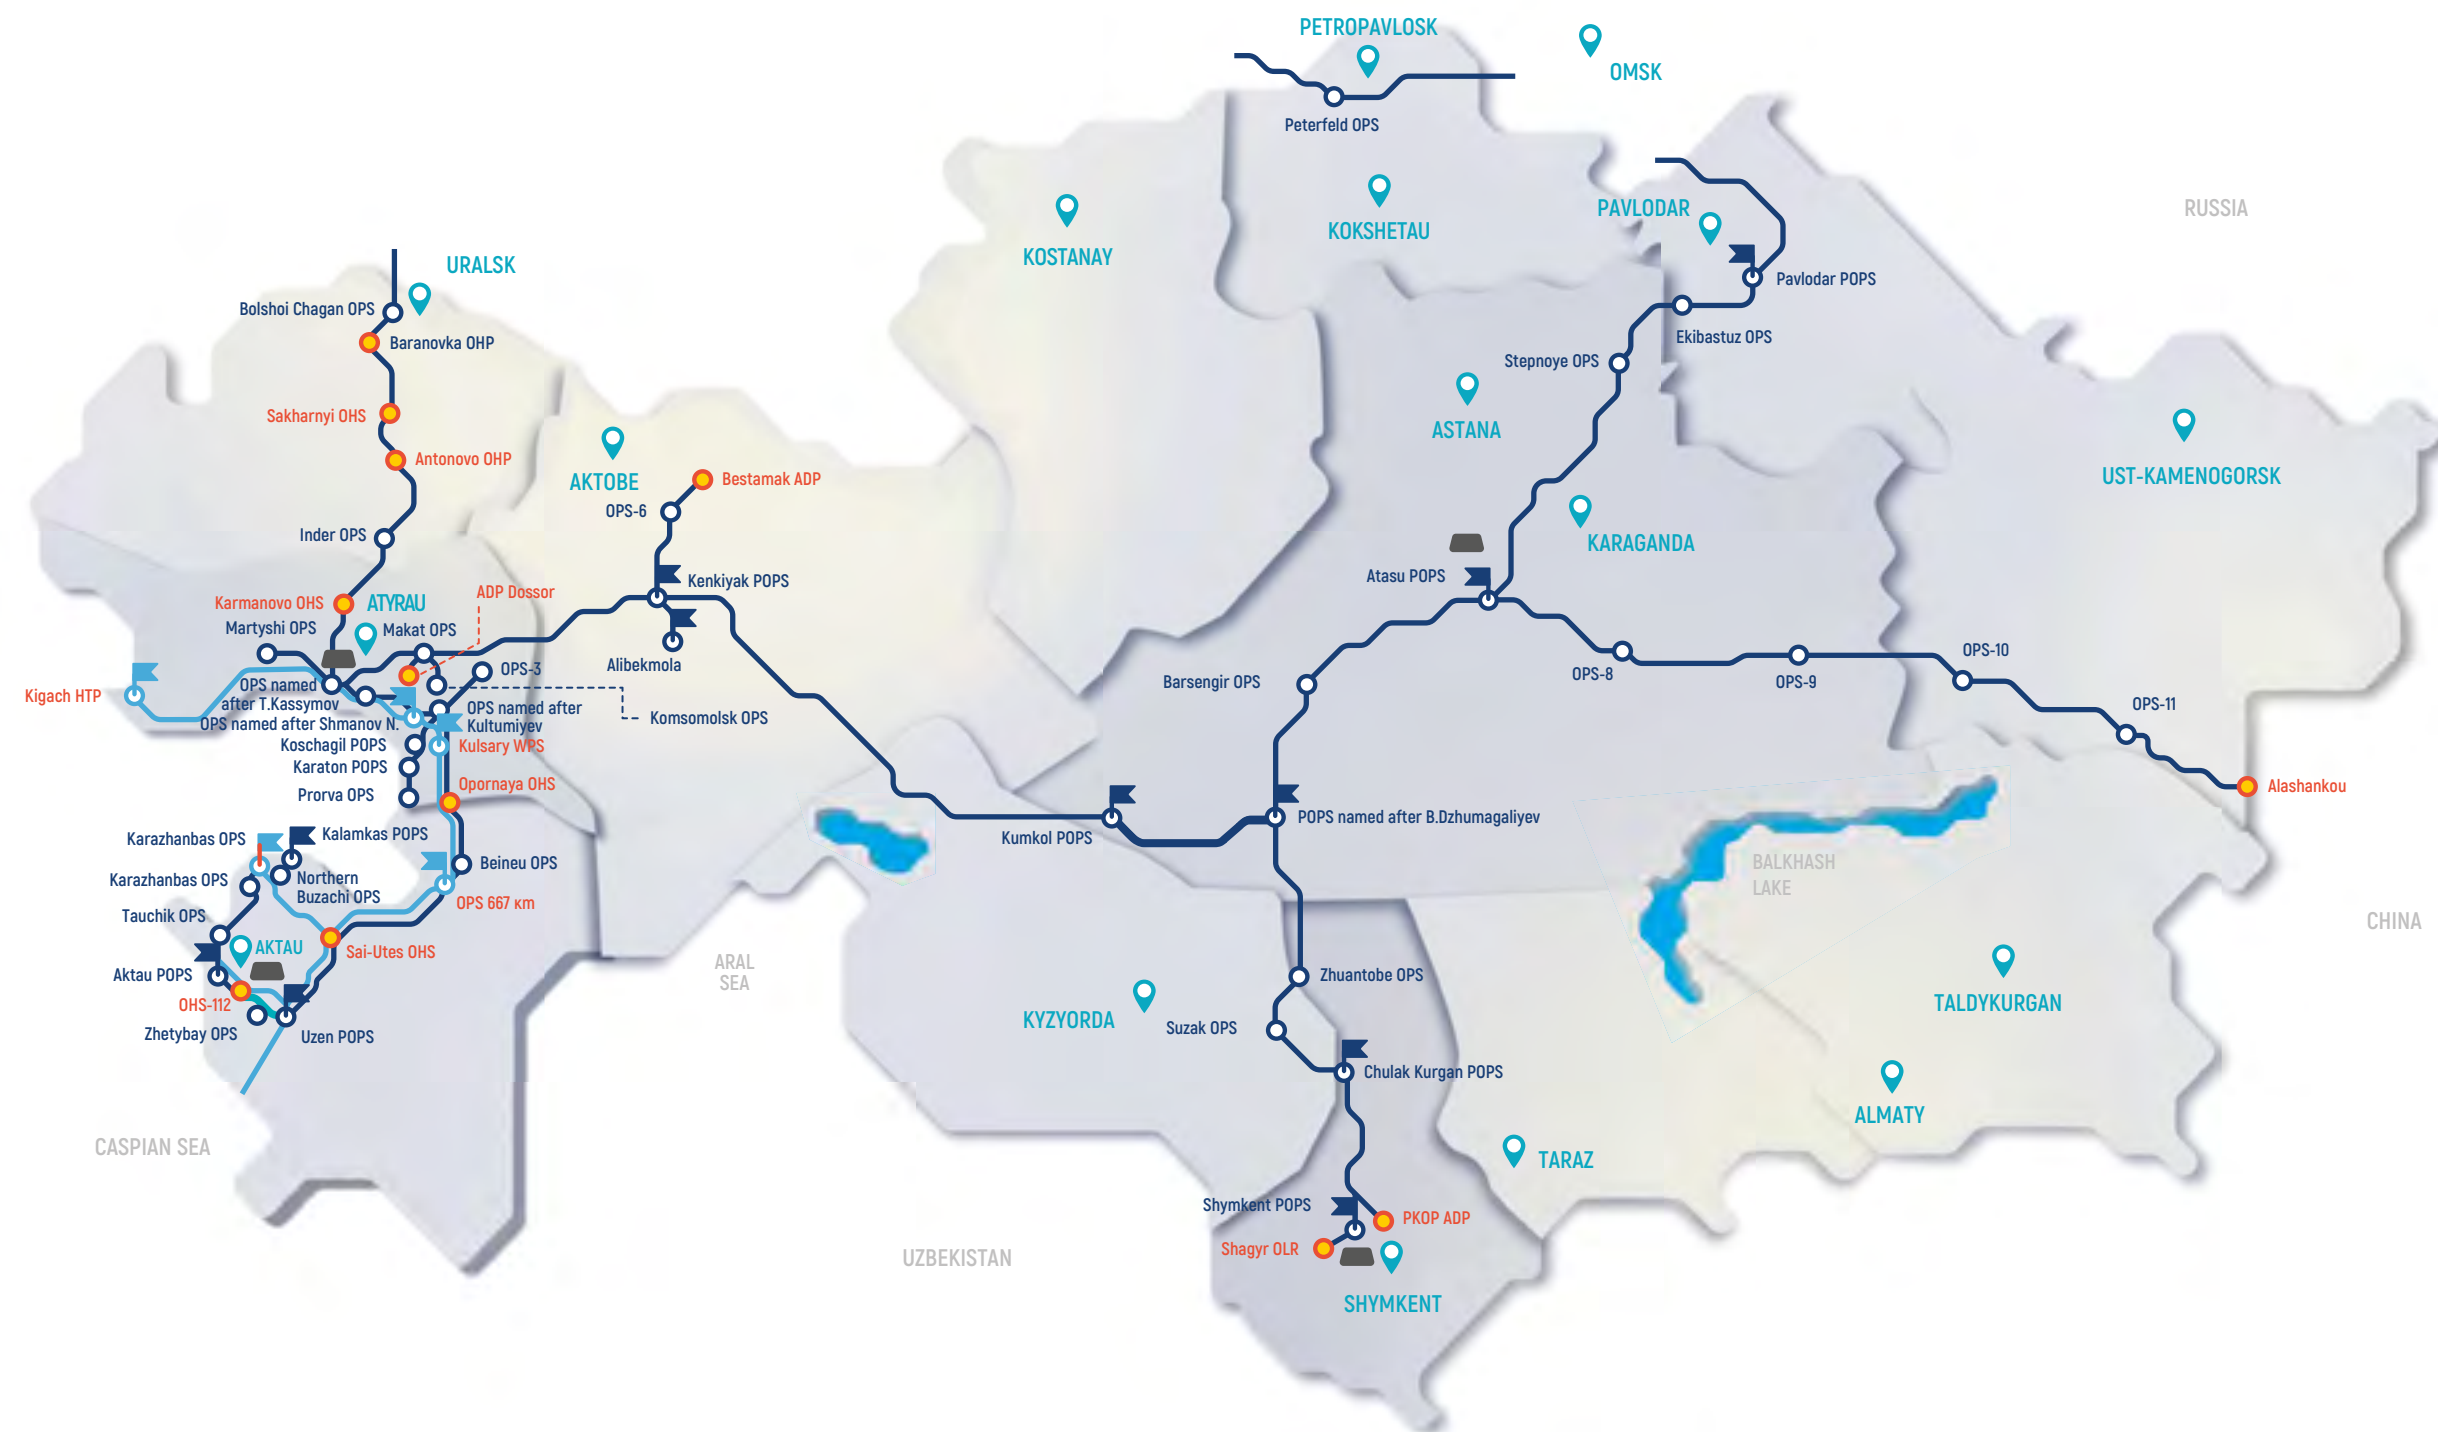 PETROPAVLOSK
OMSK
Peterfeld OPS
RUSSIA
PAVLODAR
KOKSHETAU
KOSTANAY
URALSK
Pavlodar POPS
Bolshoi Chagan OPS
Ekibastuz OPS
Baranovka OHP
Stepnoye OPS
Sakharnyi OHS
ASTANA
Antonovo OHP
AKTOBE
Bestamak ADP
UST-KAMENOGORSK
OPS-6
Inder OPS
KARAGANDA
Atasu POPS
Kenkiyak POPS
ADP Dossor
Karmanovo OHS
ATYRAU
Martyshi OPS
Makat OPS
Alibekmola
OPS-3
OPS-8
OPS-9
OPS-10
OPS-11
Barsengir OPS
Kigach HTP
OPS named
after T.Kassymov
OPS named after Shmanov N.
OPS named after
Kultumiyev
Komsomolsk OPS
Koschagil POPS
Kulsary WPS
Karaton POPS
Opornaya OHS
Prorva OPS
Alashankou
Kumkol POPS
POPS named after B.Dzhumagaliyev
Karazhanbas OPS
Kalamkas POPS
Beineu OPS
BALKHASH
LAKE
Karazhanbas OPS
Northern
Buzachi OPS
OPS 667 км
Tauchik OPS
CHINA
AKTAU
Sai-Utes OHS
ARAL
SEA
Aktau POPS
Zhuantobe OPS
OHS-112
TALDYKURGAN
KYZYORDA
Suzak OPS
Zhetybay OPS
Uzen POPS
Chulak Kurgan POPS
ALMATY
CASPIAN SEA
TARAZ
Shymkent POPS
PKOP ADP
Shagyr OLR
UZBEKISTAN
SHYMKENT